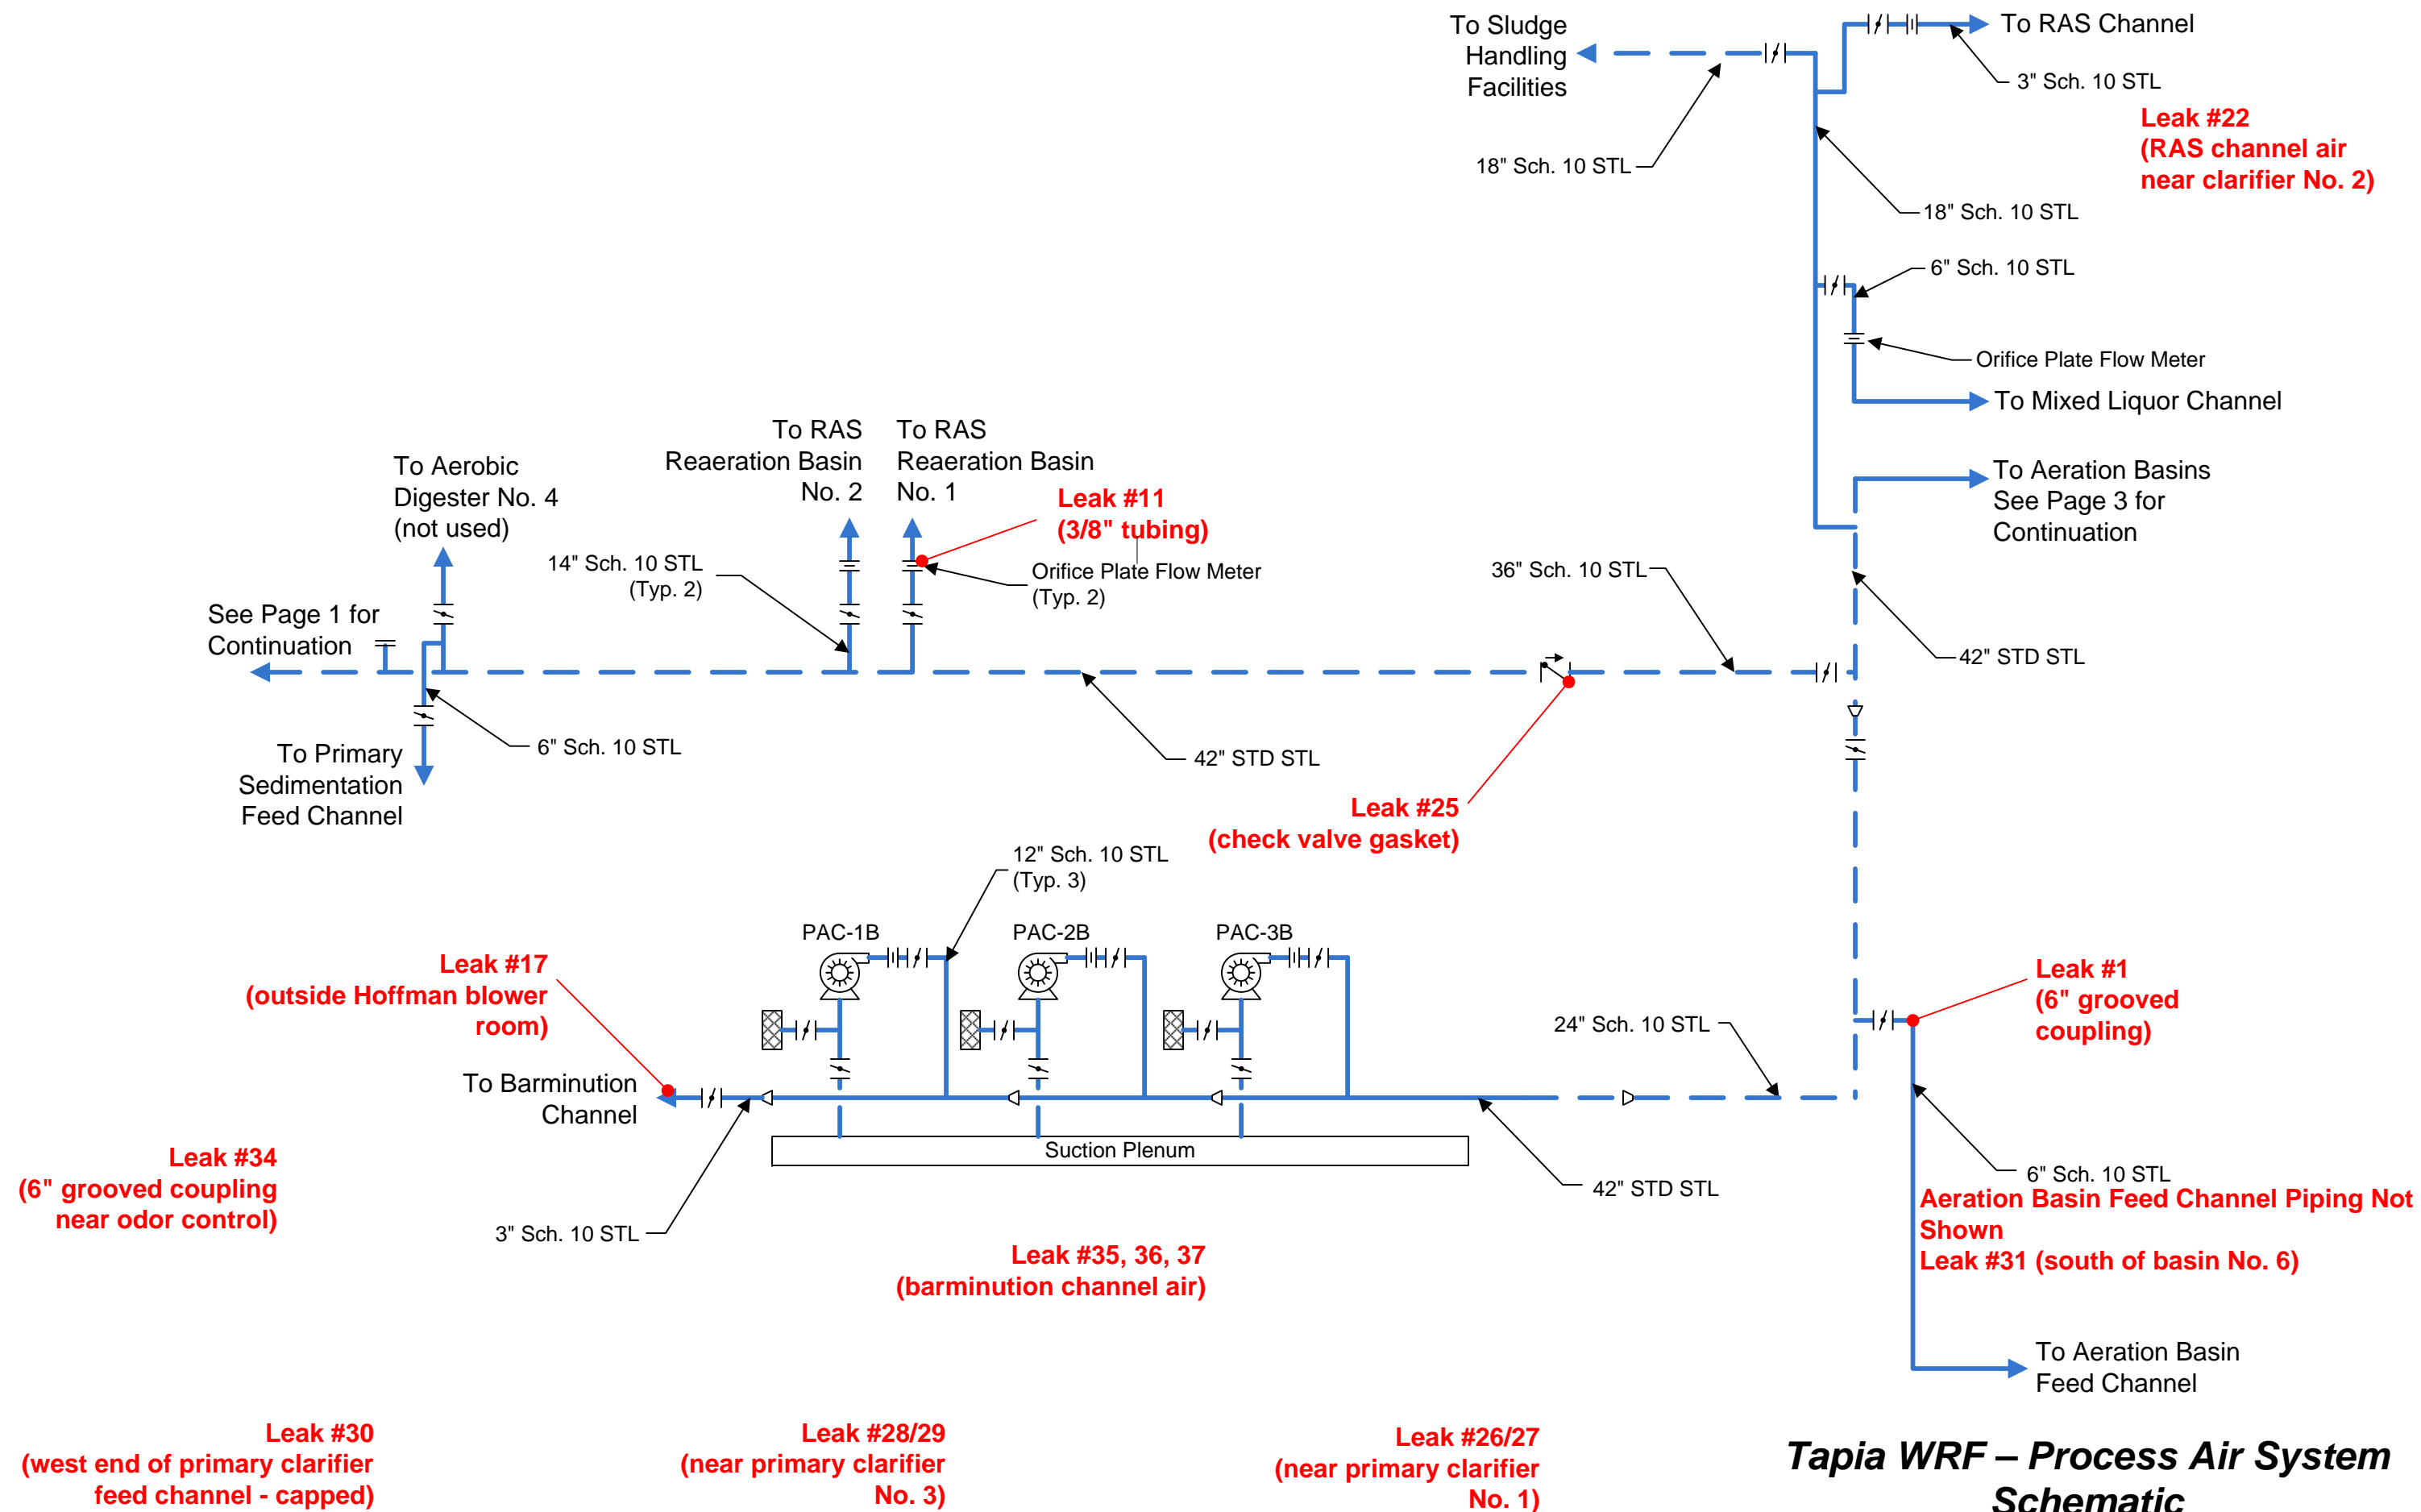 To Sludge
Handling
Facilities
To RAS Channel
3" Sch. 10 STL
Leak #22
(RAS channel air
near clarifier No. 2)
18" Sch. 10 STL
18" Sch. 10 STL
6" Sch. 10 STL
Orifice Plate Flow Meter
To Mixed Liquor Channel
To RAS
Reaeration Basin
No. 2
To RAS
Reaeration Basin
No. 1
To Aerobic
Digester No. 4
(not used)
Leak #11
(3/8" tubing)
To Aeration Basins
See Page 3 for
Continuation
14" Sch. 10 STL
(Typ. 2)
Orifice Plate Flow Meter
(Typ. 2)
36" Sch. 10 STL
See Page 1 for
Continuation
42" STD STL
6" Sch. 10 STL
42" STD STL
To Primary
Sedimentation
Feed Channel
Leak #25
(check valve gasket)
12" Sch. 10 STL
(Typ. 3)
PAC-1B
PAC-2B
PAC-3B
Leak #17
(outside Hoffman blower
room)
Leak #1
(6" grooved
coupling)
24" Sch. 10 STL
To Barminution
Channel
Suction Plenum
Leak #34
(6" grooved coupling
near odor control)
3" Sch. 10 STL
42" STD STL
6" Sch. 10 STL
Aeration Basin Feed Channel Piping Not
Shown
Leak #31 (south of basin No. 6)
Leak #35, 36, 37
(barminution channel air)
To Aeration Basin
Feed Channel
Leak #30
(west end of primary clarifier
feed channel - capped)
Leak #28/29
(near primary clarifier
No. 3)
Leak #26/27
(near primary clarifier
No. 1)
Tapia WRF – Process Air System
Schematic